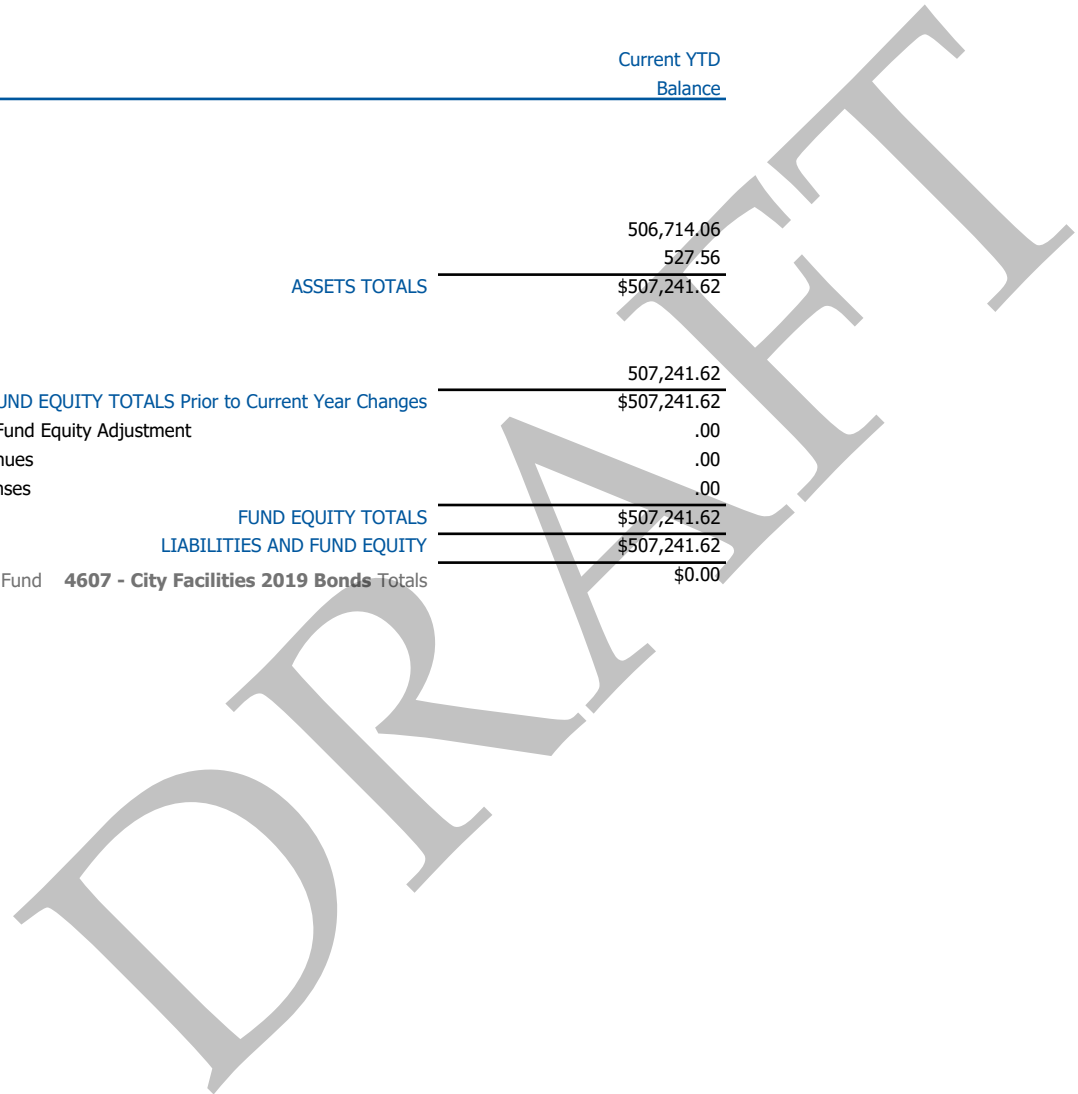 Current YTD
Balance
506,714.06
527.56
ASSETS TOTALS $507,241.62
507,241.62
UND EQUITY TOTALS Prior to Current Year Changes $507,241.62
Fund Equity Adjustment .00
nues .00
nses .00
FUND EQUITY TOTALS $507,241.62
LIABILITIES AND FUND EQUITY $507,241.62
Fund 4607 - City Facilities 2019 Bonds Totals $0.00
DRAFT